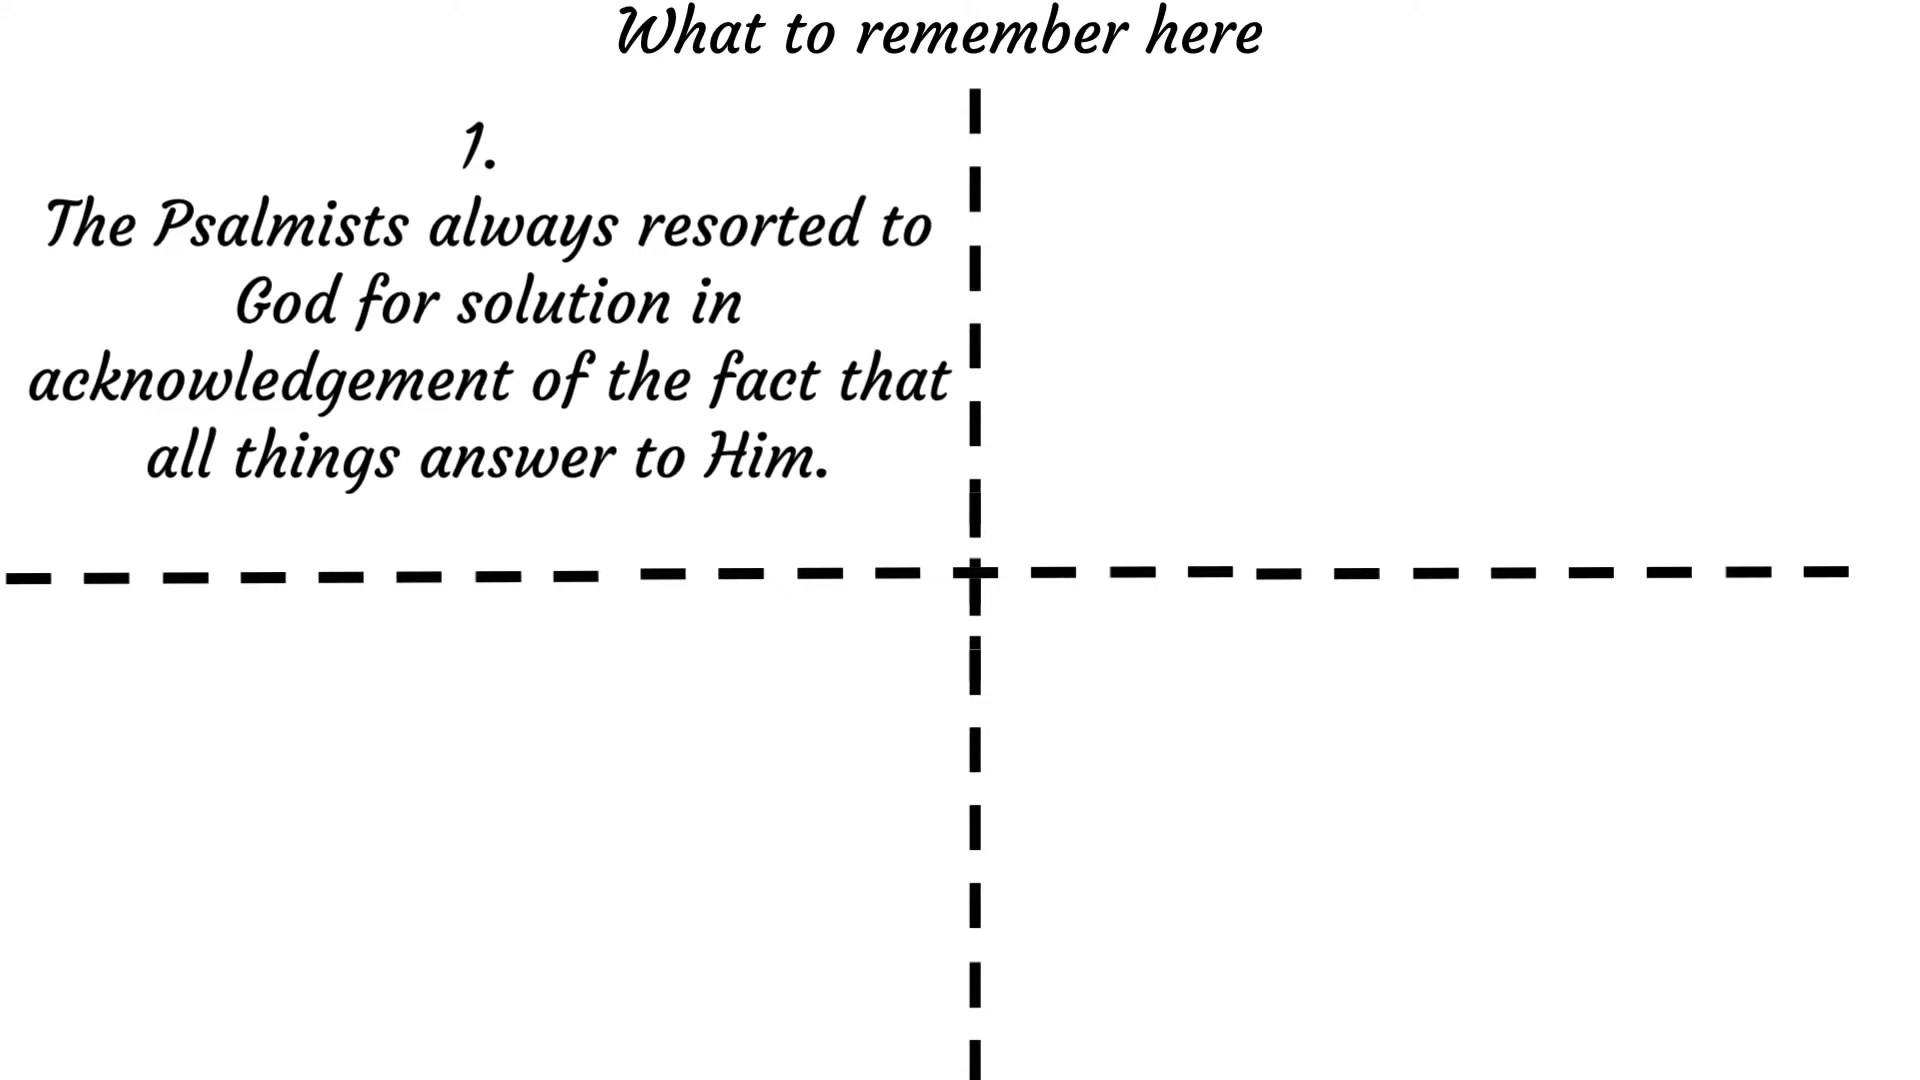 What to remember here
1.
The Psalmists always resorted to
God for solution in
acknowledgement of the fact that
all things answer to Him.